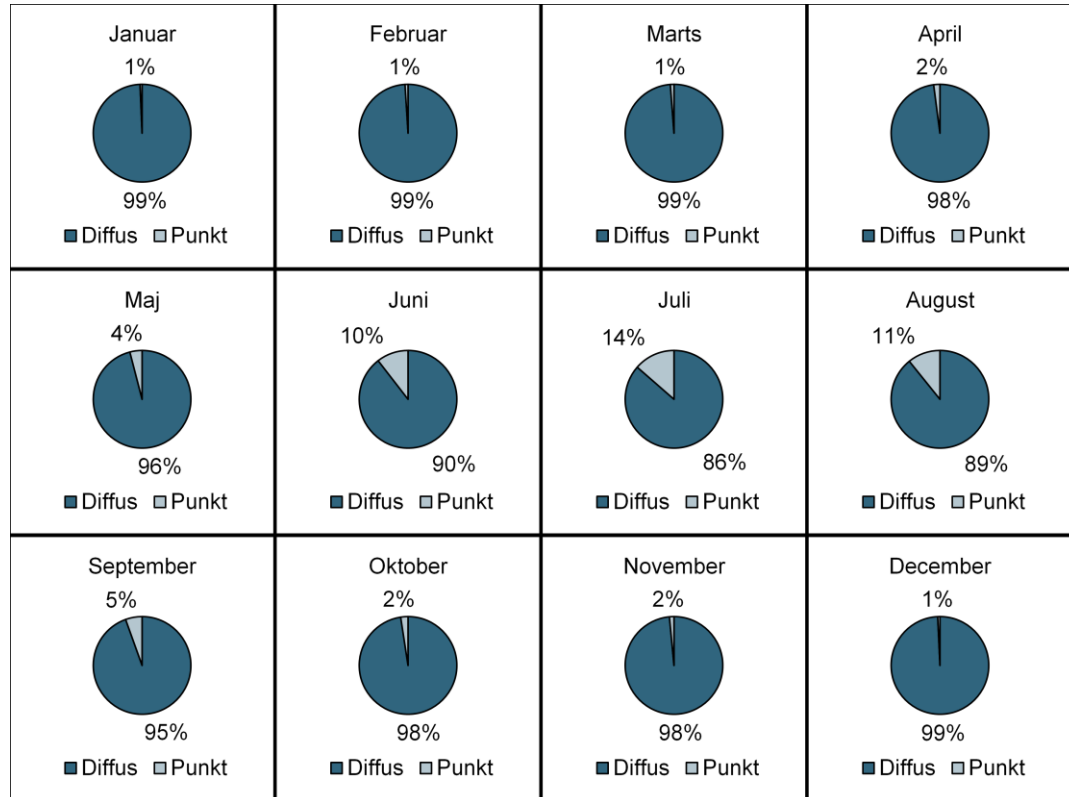 Januar
1%
99%
Diffus Punkt
Februar
1%
99%
Diffus Punkt
Marts
1%
99%
Diffus Punkt
April
2%
98%
Diffus Punkt
Maj
4%
96%
Diffus Punkt
Juni
10%
90%
Diffus Punkt
Juli
14%
86%
Diffus Punkt
August
11%
89%
Diffus Punkt
September
5%
95%
Diffus Punkt
Oktober
2%
98%
Diffus Punkt
November
2%
98%
Diffus Punkt
December
1%
99%
Diffus Punkt